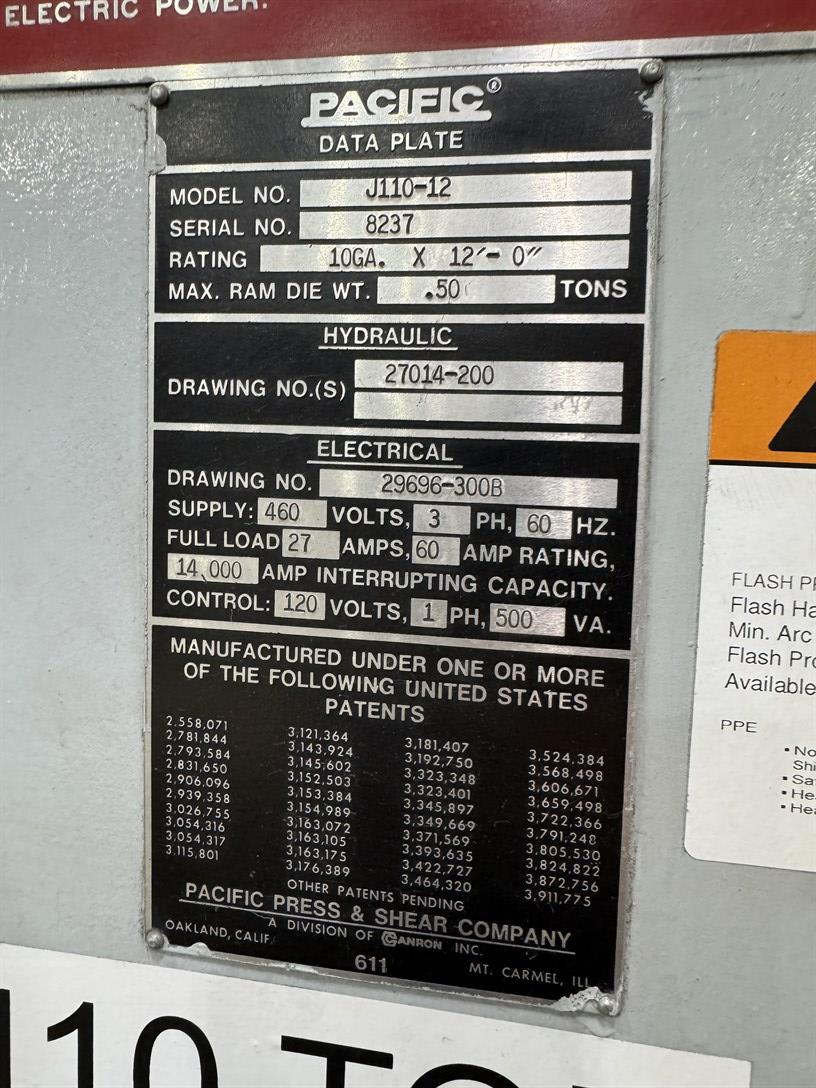 ELECTRIC POWER.
PACIFIC®
DATA PLATE
MODEL NO. J110-12
SERIAL NO. 8237
RATING 10GA. X 12'- 0"
MAX. RAM DIE WT. .50 TONS
HYDRAULIC
DRAWING NO.(S) 27014-200
ELECTRICAL
DRAWING NO. 29696-300B
SUPPLY: 460 VOLTS, 3 PH, 60 HZ.
FULL LOAD 27 AMPS, 60 AMP RATING,
14,000 AMP INTERRUPTING CAPACITY.
CONTROL: 120 VOLTS, 1 PH, 500 VA.
MANUFACTURED UNDER ONE OR MORE
OF THE FOLLOWING UNITED STATES
PATENTS
2,558,071
2,781,844
2,793,584
2,831,650
2,906,096
2,939,358
3,026,755
3,054,316
3,054,317
3,115,801
3,121,364
3,143,924
3,145,602
3,152,503
3,153,384
3,154,989
3,163,072
3,163,105
3,163,175
3,176,389
3,181,407
3,192,750
3,323,348
3,323,401
3,345,897
3,349,669
3,371,569
3,393,635
3,422,727
3,464,320
3,524,384
3,568,498
3,606,671
3,659,498
3,722,366
3,791,248
3,805,530
3,824,822
3,872,756
3,911,775
OTHER PATENTS PENDING
PACIFIC PRESS & SHEAR COMPANY
A DIVISION OF CANRON INC.
OAKLAND, CALIF.
611
MT. CARMEL, ILL.
FLASH
Flash
Min. Arc
Flash
Available
PPE
110